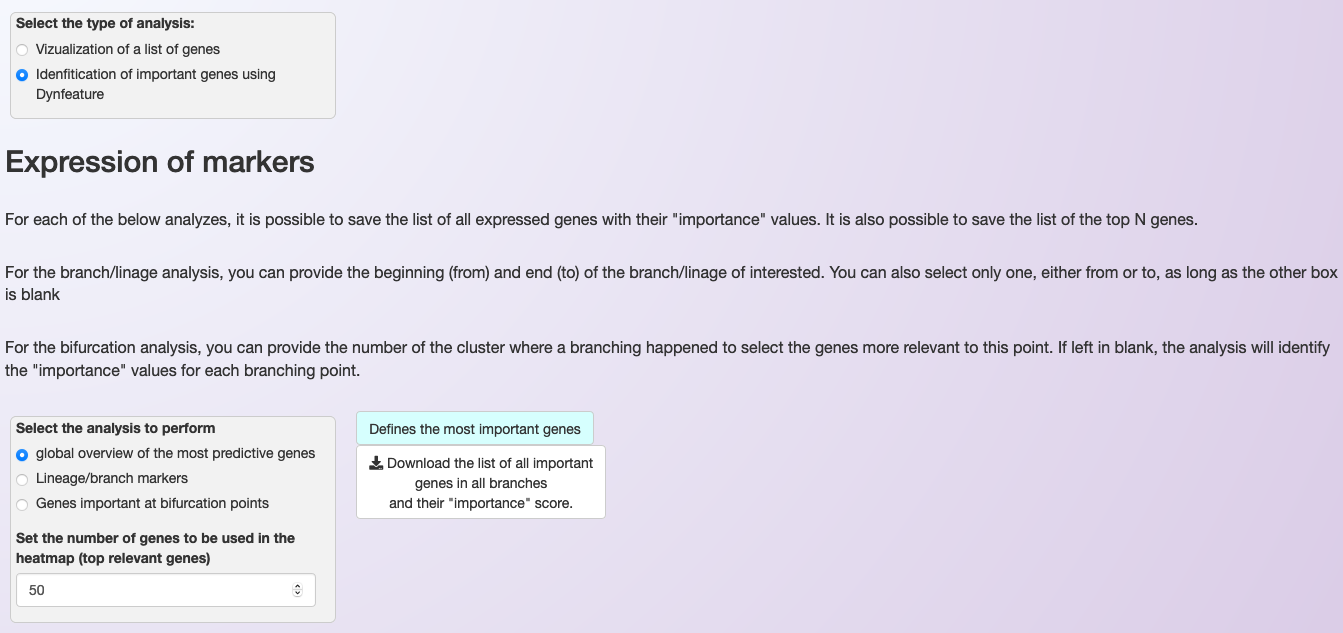 Select the type of analysis:
Vizualization of a list of genes
Idenfitication of important genes using
Dynfeature
Expression of markers
For each of the below analyzes, it is possible to save the list of all expressed genes with their "importance" values. It is also possible to save the list of the top N genes.
For the branch/linage analysis, you can provide the beginning (from) and end (to) of the branch/linage of interested. You can also select only one, either from or to, as long as the other box
is blank
For the bifurcation analysis, you can provide the number of the cluster where a branching happened to select the genes more relevant to this point. If left in blank, the analysis will identify
the "importance" values for each branching point.
Select the analysis to perform
global overview of the most predictive genes
Lineage/branch markers
Genes important at bifurcation points
Set the number of genes to be used in the
heatmap (top relevant genes)
50
Defines the most important genes
Download the list of all important
genes in all branches
and their "importance" score.